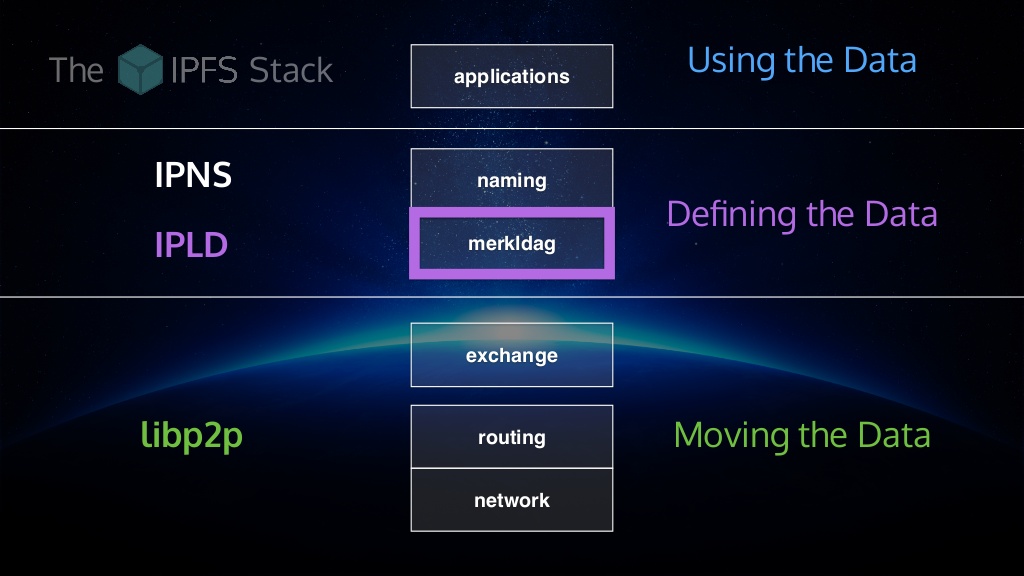 The IPFS Stack
applications
Using the Data
IPNS
naming
Defining the Data
IPLD
merkldag
exchange
libp2p
routing
Moving the Data
network